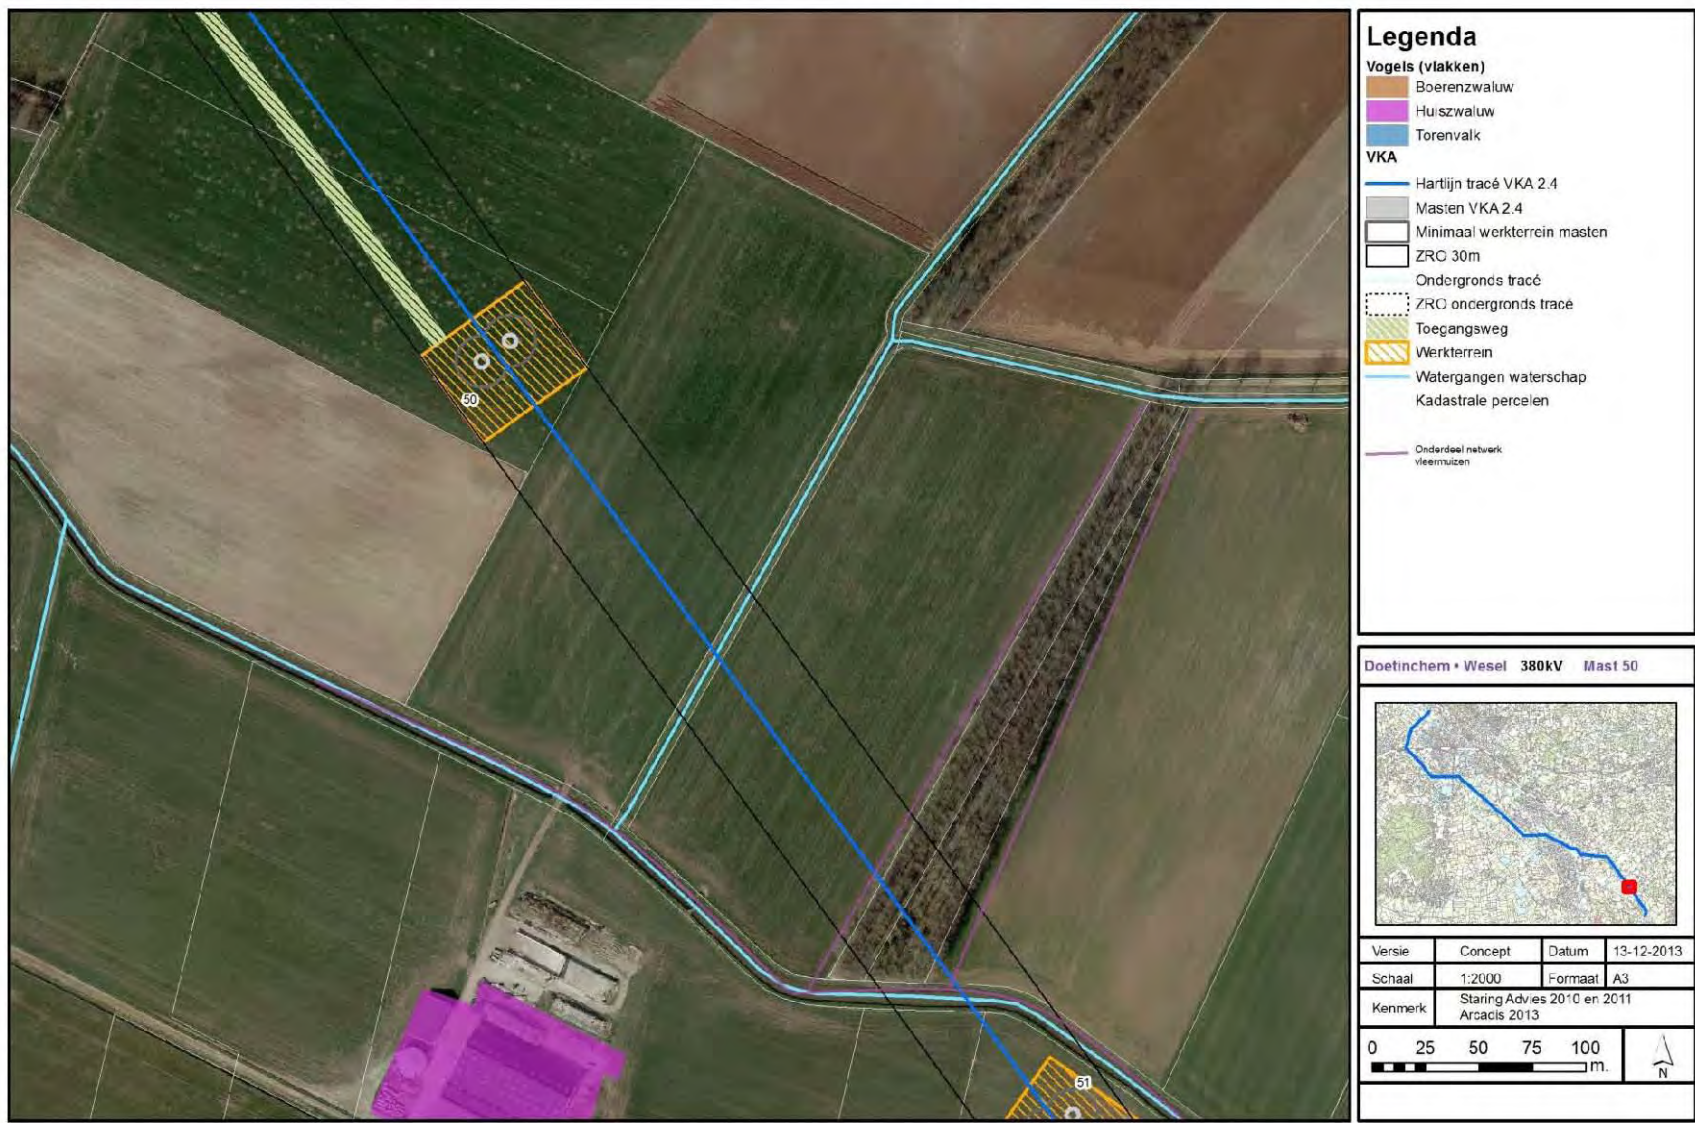 Legenda
Vogels (vlakken)
Boerenzwaluw
Huiszwaluw
Torenvalk
VKA
Hartlijn tracé VKA 2.4
Masten VKA 2.4
Minimaal werkterrein masten
ZRO 30m
Ondergronds tracé
ZRO ondergronds tracé
Toegangsweg
Werkterrein
Watergangen waterschap
Kadastrale percelen
Onderdeel netwerk
vleermuizen
50
51
Doetinchem • Wesel 380kV Mast 50
Versie Concept Datum 13-12-2013
Schaal 1:2000 Formaat A3
Kenmerk Staring Advies 2010 en 2011
Arcadis 2013
0 25 50 75 100
m.
N